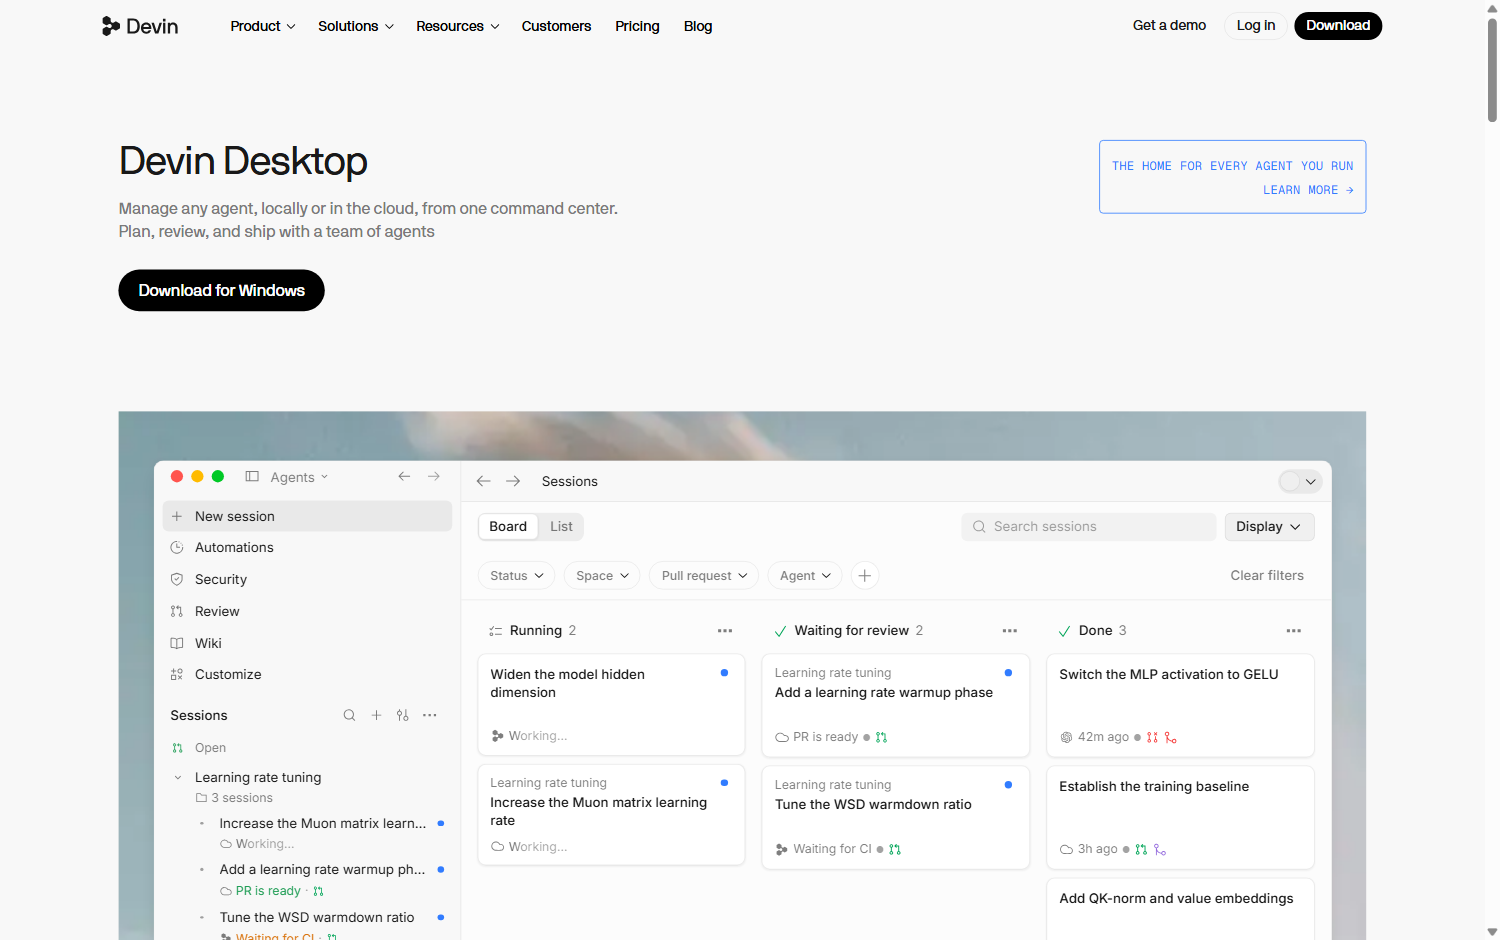 Devin
Product
Solutions
Resources
Customers
Pricing
Blog
Get a demo
Log in
Download
Devin Desktop
Manage any agent, locally or in the cloud, from one command center.
Plan, review, and ship with a team of agents
Download for Windows
THE HOME FOR EVERY AGENT YOU RUN
LEARN MORE →
Agents
New session
Automations
Security
Review
Wiki
Customize
Sessions
Open
Learning rate tuning
3 sessions
Increase the Muon matrix learn...
Working...
Add a learning rate warmup ph...
PR is ready ·
Tune the WSD warmdown ratio
Waiting for CI ·
Sessions
Board
List
Search sessions
Display
Status
Space
Pull request
Agent
Clear filters
Running 2
Widen the model hidden
dimension
Working...
Learning rate tuning
Increase the Muon matrix learning
rate
Working...
Waiting for review 2
Learning rate tuning
Add a learning rate warmup phase
PR is ready
Learning rate tuning
Tune the WSD warmdown ratio
Waiting for CI
Done 3
Switch the MLP activation to GELU
42m ago
Establish the training baseline
3h ago
Add QK-norm and value embeddings